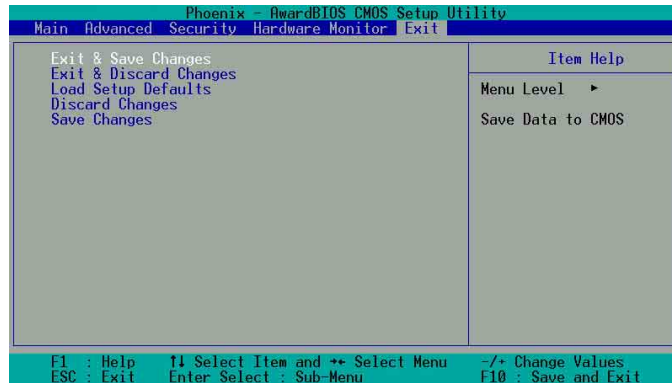 Phoenix - AwardBIOS CMOS Setup Utility
Main Advanced Security Hardware Monitor Exit
Exit & Save Changes
Exit & Discard Changes
Load Setup Defaults
Discard Changes
Save Changes
Item Help
Menu Level ►
Save Data to CMOS
F1 : Help ↑↓ Select Item and →← Select Menu -/+ Change Values
ESC : Exit Enter Select : Sub-Menu F10 : Save and Exit